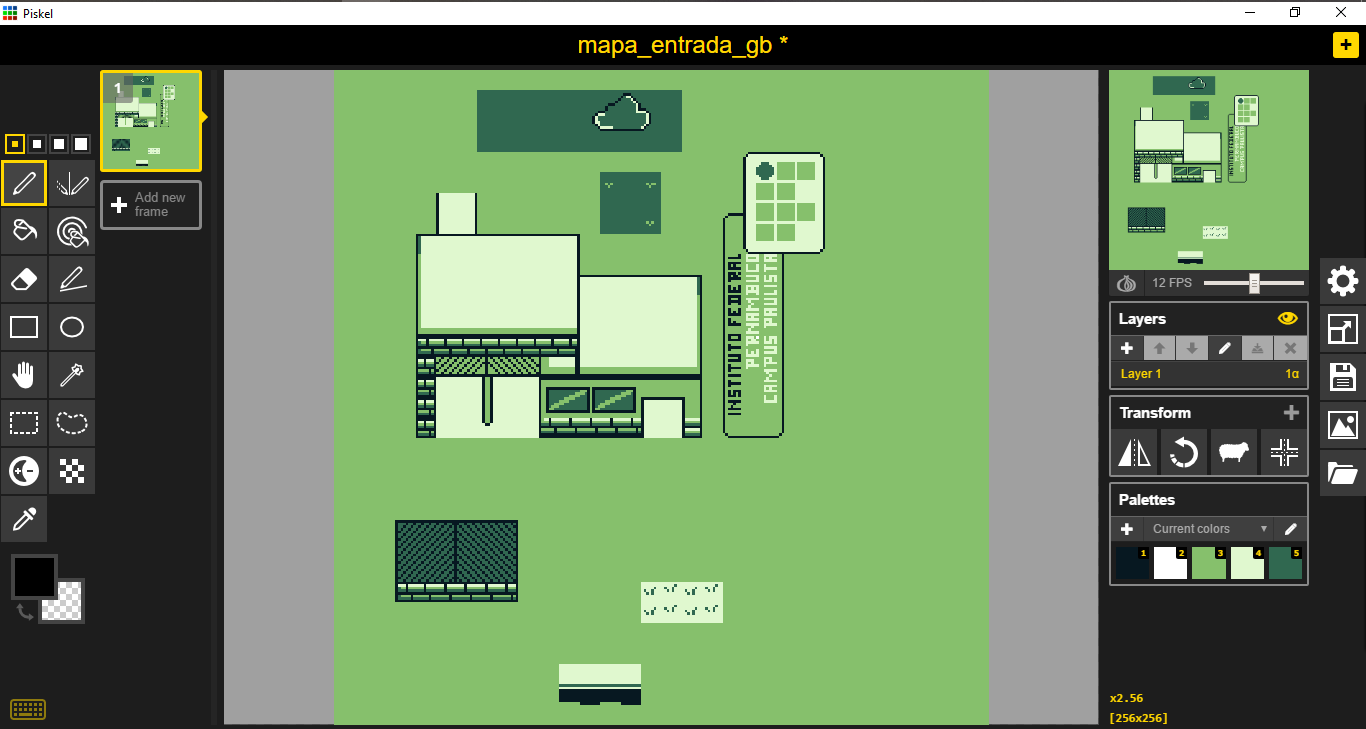 Piskel
mapa_entrada_gb *
1
Add new
frame
INSTITUTO FEDERAL
PERNAMBUCO
CAMPUS PAULISTA
12 FPS
Layers
Layer 1
1α
Transform
Palettes
Current colors
1 2 3 4 5
x2.56
[256x256]